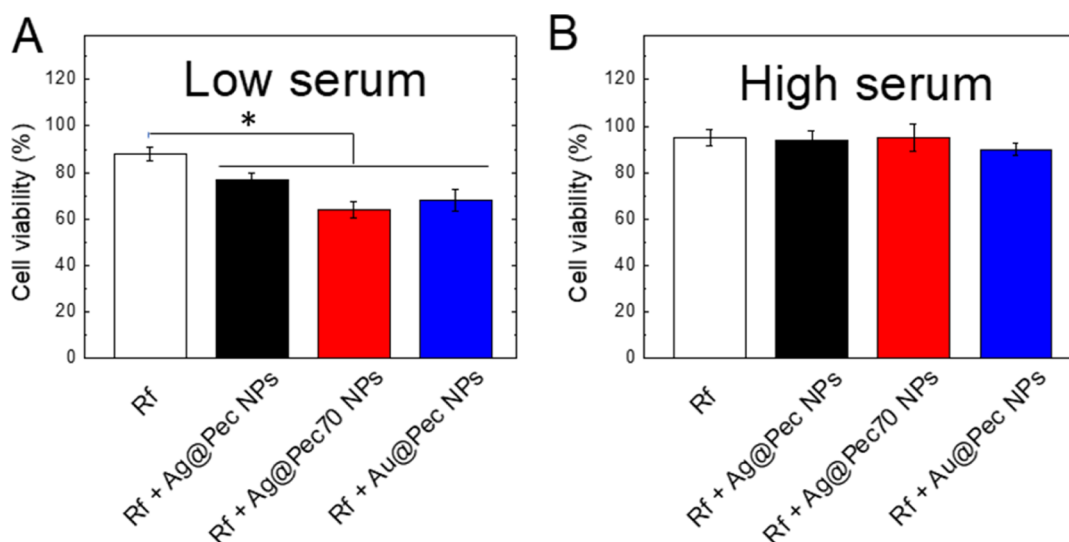 A
Low serum
*
Cell viability (%)
120
100
80
60
40
20
0
Rf
Rf + Ag@Pec NPs
Rf + Ag@Pec70 NPs
Rf + Au@Pec NPs
B
High serum
Cell viability (%)
120
100
80
60
40
20
0
Rf
Rf + Ag@Pec NPs
Rf + Ag@Pec70 NPs
Rf + Au@Pec NPs